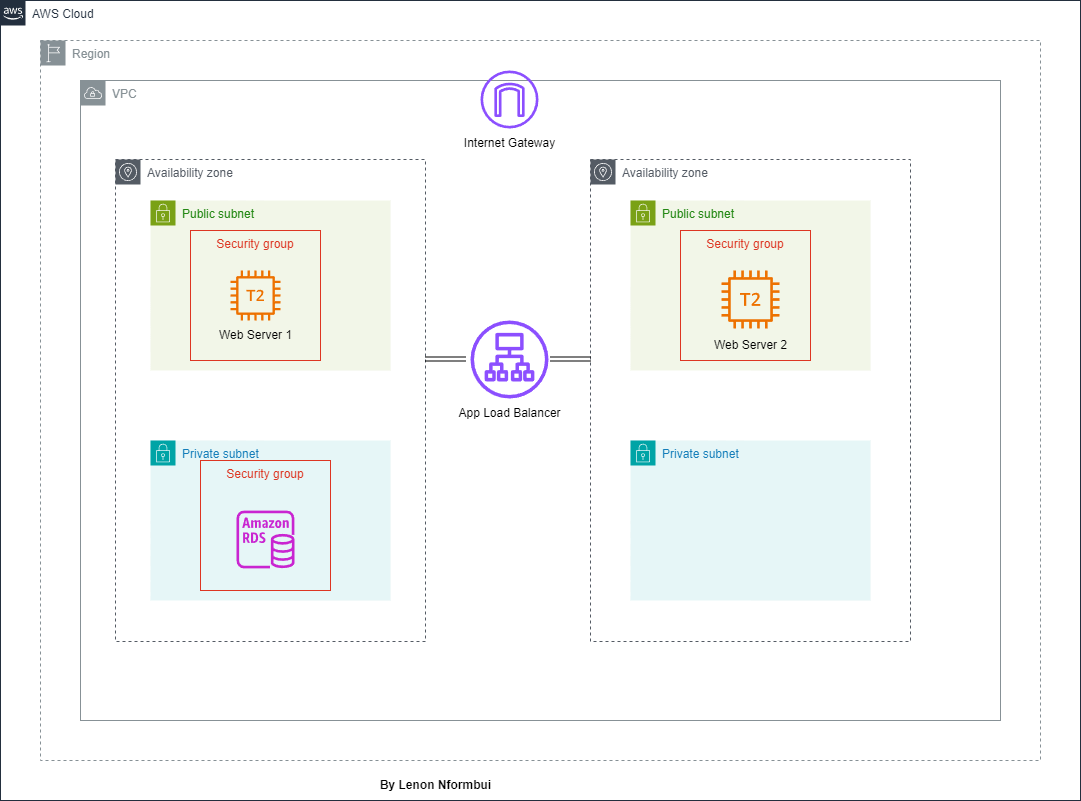 aws
AWS Cloud
Region
VPC
Internet Gateway
Availability zone
Public subnet
Security group
T2
Web Server 1
Private subnet
Security group
Amazon
RDS
App Load Balancer
Availability zone
Public subnet
Security group
T2
Web Server 2
Private subnet
By Lenon Nformbui